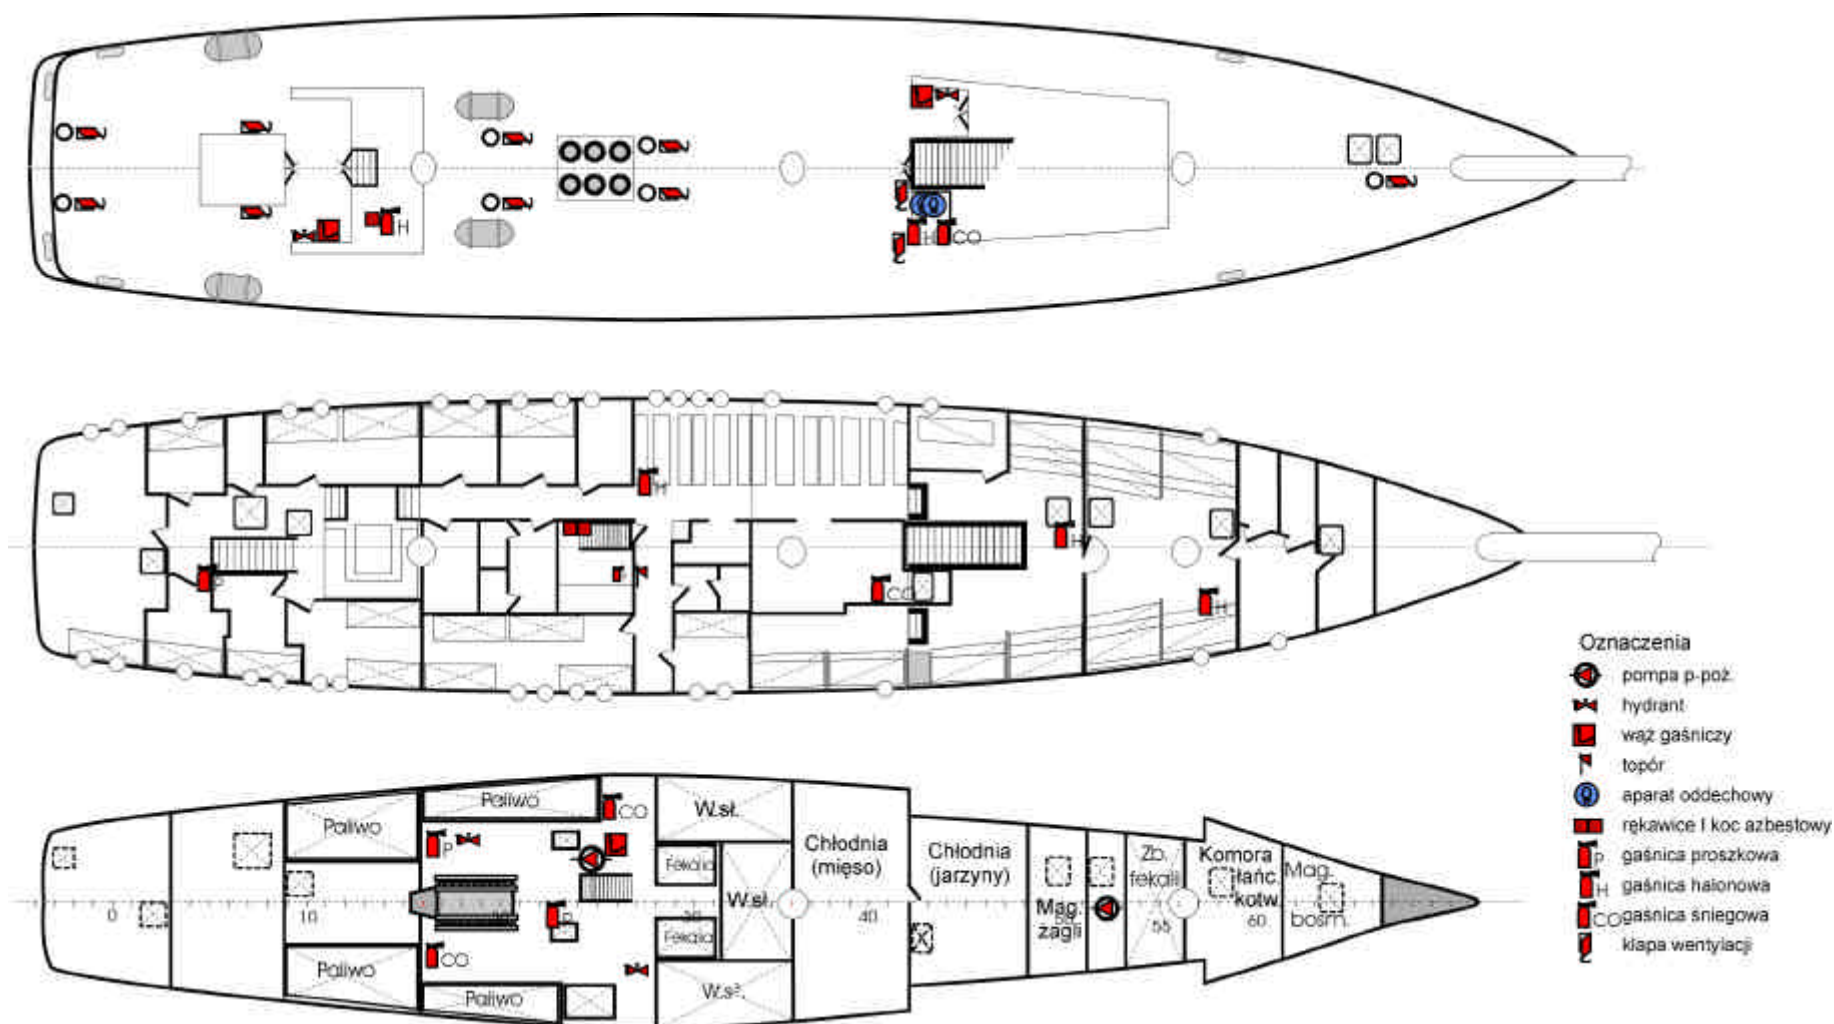 H
H
CO
H
H
P
P
CO
H
Oznaczenia
pompa p-poż.
hydrant
wąż gaśniczy
topór
aparat oddechowy
rękawice I koc azbestowy
P gaśnica proszkowa
H gaśnica halonowa
CO gaśnica śniegowa
klapa wentylacji
Paliwo
Paliwo
CO
P
W.sł.
Fekalia
Chłodnia
(mięso)
Chłodnia
(jarzyny)
Zb.
fekalii
Komora
łańc.
kotw.
Mag.
bosm.
W.sł.
Mag.
żagli
0
10
P
30
40
50
55
60
Fekalia
CO
Paliwo
Paliwo
W.sł.